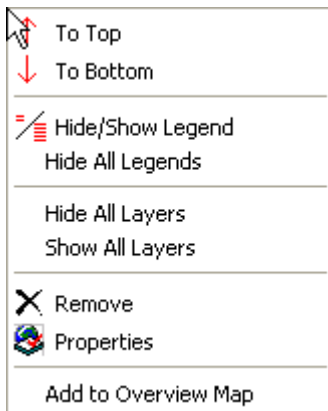 To Top
To Bottom
Hide/Show Legend
Hide All Legends
Hide All Layers
Show All Layers
Remove
Properties
Add to Overview Map